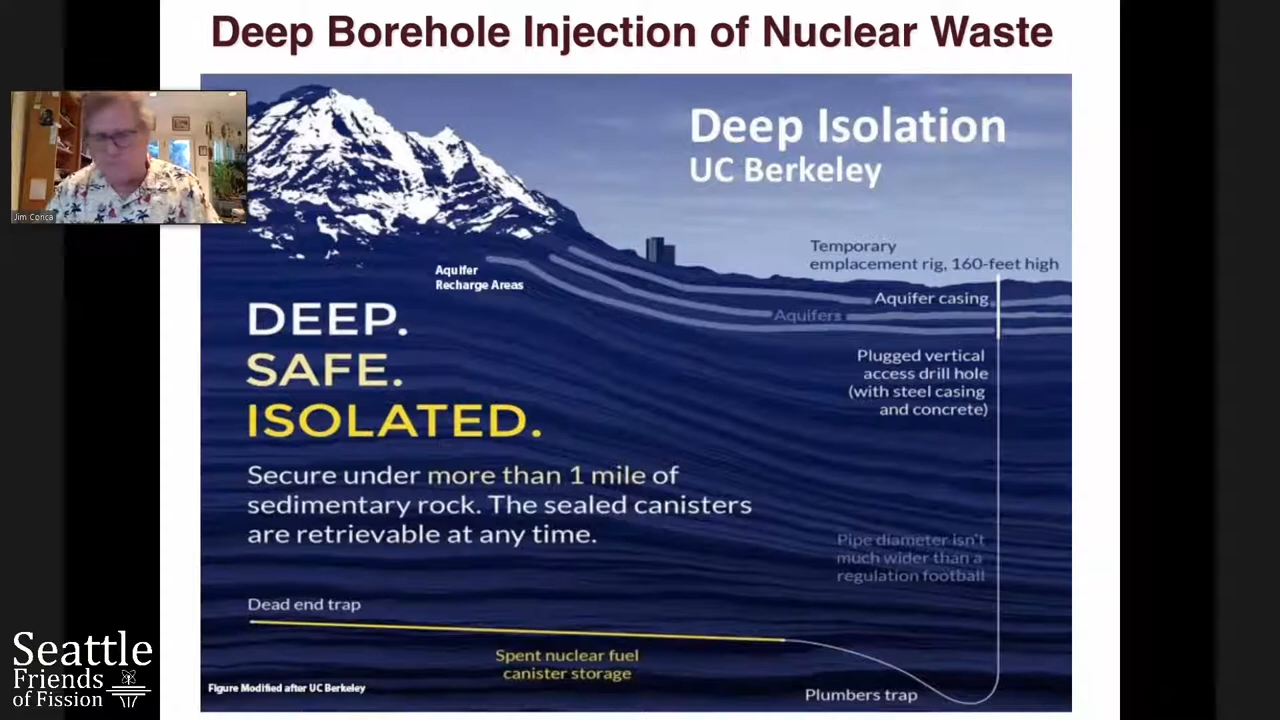 Deep Borehole Injection of Nuclear Waste
Deep Isolation
UC Berkeley
Jim Conca
Temporary
emplacement rig, 160-feet high
Aquifer
Recharge Areas
Aquifer casing
Aquifers
DEEP.
SAFE.
ISOLATED.
Plugged vertical
access drill hole
(with steel casing
and concrete)
Secure under more than 1 mile of
sedimentary rock. The sealed canisters
are retrievable at any time.
Pipe diameter isn't
much wider than a
regulation football
Dead end trap
Spent nuclear fuel
canister storage
Plumbers trap
Figure Modified after UC Berkeley
Seattle
Friends
of Fission